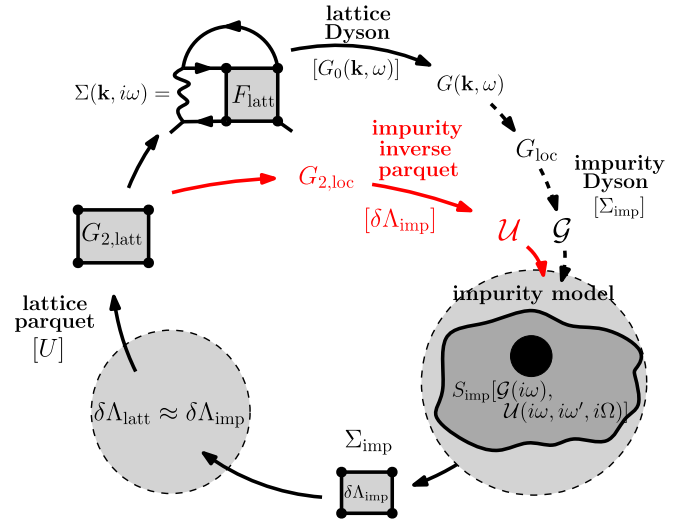 lattice
Dyson
[G₀(k, ω)]
Σ(k, iω) =
F_latt
G(k, ω)
impurity
inverse
parquet
G_loc
G_2,loc
impurity
Dyson
[Σ_imp]
[δΛ_imp]
𝒰
𝒢
G_2,latt
impurity model
lattice
parquet
[U]
S_imp[𝒢(iω),
𝒰(iω, iω′, iΩ)]
δΛ_latt ≈ δΛ_imp
Σ_imp
δΛ_imp